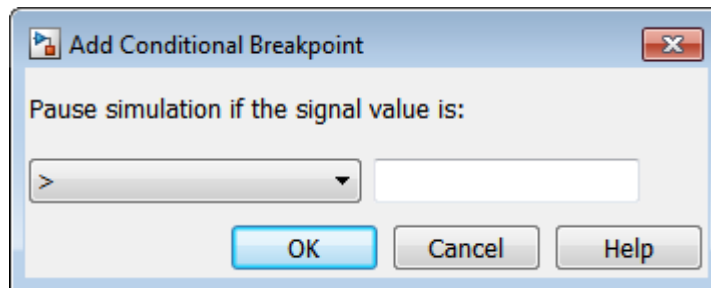 Add Conditional Breakpoint
Pause simulation if the signal value is:
>
OK Cancel Help